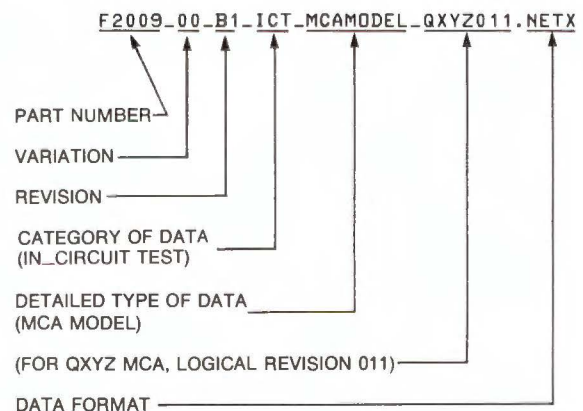 F2009_00_B1_ICT_MCAMODEL_QXYZ011.NETX
PART NUMBER
VARIATION
REVISION
CATEGORY OF DATA
(IN_CIRCUIT TEST)
DETAILED TYPE OF DATA
(MCA MODEL)
(FOR QXYZ MCA, LOGICAL REVISION 011)
DATA FORMAT